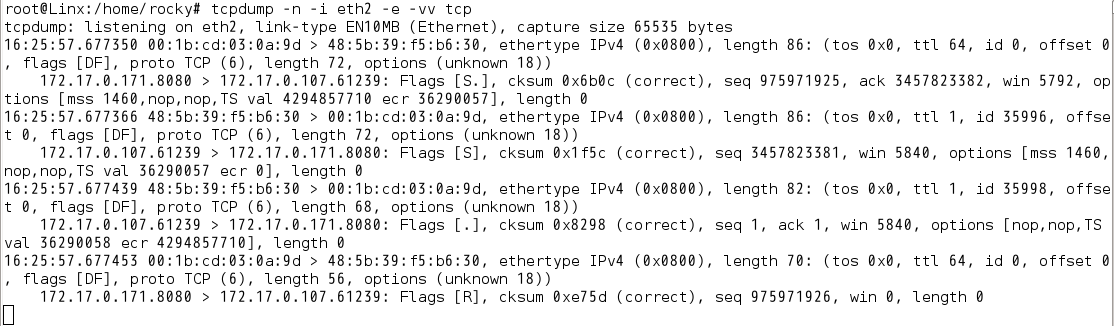 root@Linx:/home/rocky# tcpdump -n -i eth2 -e -vv tcp
tcpdump: listening on eth2, link-type EN10MB (Ethernet), capture size 65535 bytes
16:25:57.677350 00:1b:cd:03:0a:9d > 48:5b:39:f5:b6:30, ethertype IPv4 (0x0800), length 86: (tos 0x0, ttl 64, id 0, offset 0
, flags [DF], proto TCP (6), length 72, options (unknown 18))
    172.17.0.171.8080 > 172.17.0.107.61239: Flags [S.], cksum 0x6b0c (correct), seq 975971925, ack 3457823382, win 5792, op
tions [mss 1460,nop,nop,TS val 4294857710 ecr 36290057], length 0
16:25:57.677366 48:5b:39:f5:b6:30 > 00:1b:cd:03:0a:9d, ethertype IPv4 (0x0800), length 86: (tos 0x0, ttl 1, id 35996, offse
t 0, flags [DF], proto TCP (6), length 72, options (unknown 18))
    172.17.0.107.61239 > 172.17.0.171.8080: Flags [S], cksum 0x1f5c (correct), seq 3457823381, win 5840, options [mss 1460,
nop,nop,TS val 36290057 ecr 0], length 0
16:25:57.677439 48:5b:39:f5:b6:30 > 00:1b:cd:03:0a:9d, ethertype IPv4 (0x0800), length 82: (tos 0x0, ttl 1, id 35998, offse
t 0, flags [DF], proto TCP (6), length 68, options (unknown 18))
    172.17.0.107.61239 > 172.17.0.171.8080: Flags [.], cksum 0x8298 (correct), seq 1, ack 1, win 5840, options [nop,nop,TS
val 36290058 ecr 4294857710], length 0
16:25:57.677453 00:1b:cd:03:0a:9d > 48:5b:39:f5:b6:30, ethertype IPv4 (0x0800), length 70: (tos 0x0, ttl 64, id 0, offset 0
, flags [DF], proto TCP (6), length 56, options (unknown 18))
    172.17.0.171.8080 > 172.17.0.107.61239: Flags [R], cksum 0xe75d (correct), seq 975971926, win 0, length 0